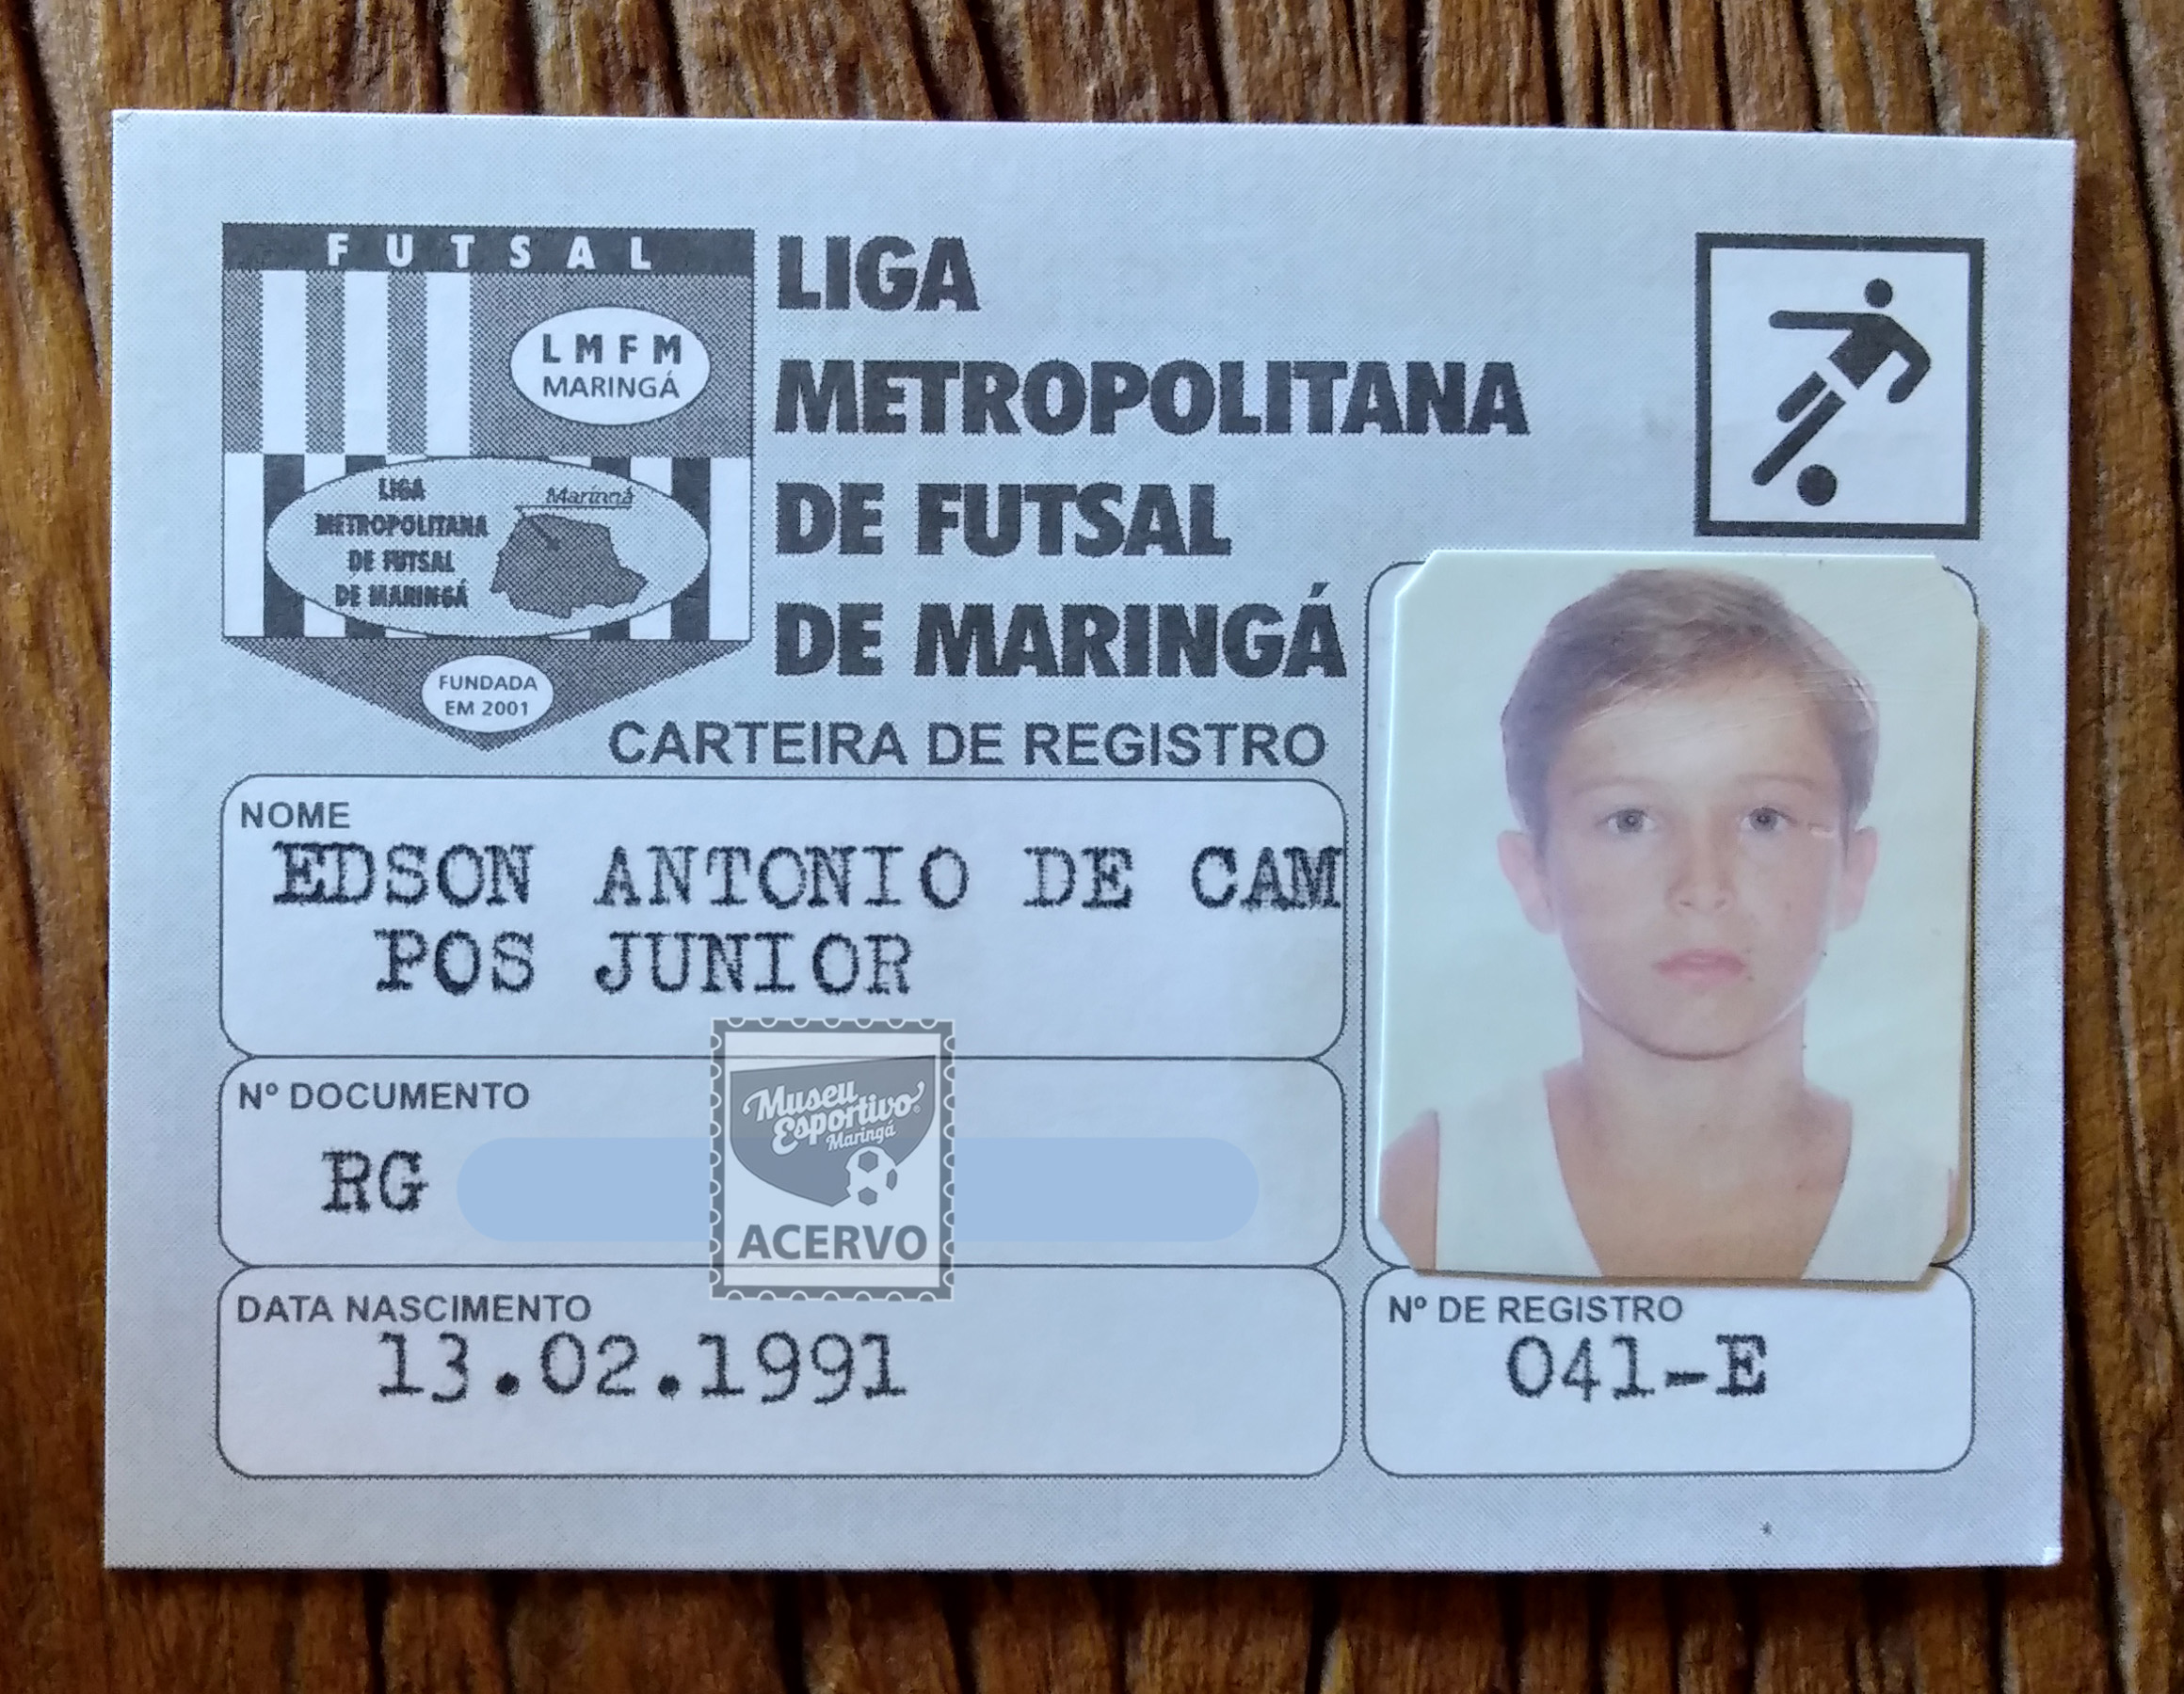 FUTSAL
LMFM
MARINGÁ
LIGA
METROPOLITANA
DE FUTSAL
DE MARINGÁ
Maringá
FUNDADA
EM 2001
LIGA
METROPOLITANA
DE FUTSAL
DE MARINGÁ
CARTEIRA DE REGISTRO
NOME
EDSON ANTONIO DE CAM
POS JUNIOR
Nº DOCUMENTO
RG
Museu
Esportivo
Maringá
ACERVO
DATA NASCIMENTO
13.02.1991
Nº DE REGISTRO
041-E